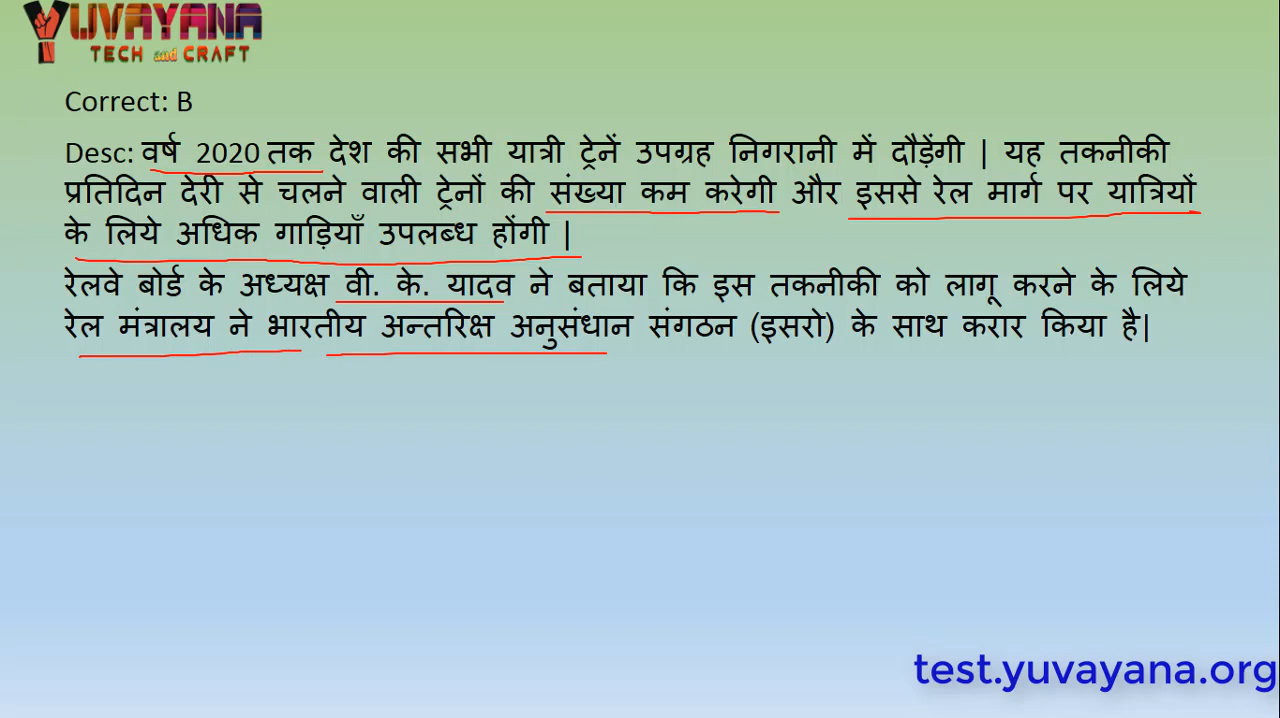 YUVAYANA
TECH and CRAFT
Correct: B
Desc: वर्ष 2020 तक देश की सभी यात्री ट्रेनें उपग्रह निगरानी में दौड़ेंगी | यह तकनीकी
प्रतिदिन देरी से चलने वाली ट्रेनों की संख्या कम करेगी और इससे रेल मार्ग पर यात्रियों
के लिये अधिक गाड़ियाँ उपलब्ध होंगी |
रेलवे बोर्ड के अध्यक्ष वी. के. यादव ने बताया कि इस तकनीकी को लागू करने के लिये
रेल मंत्रालय ने भारतीय अन्तरिक्ष अनुसंधान संगठन (इसरो) के साथ करार किया है|
test.yuvayana.org